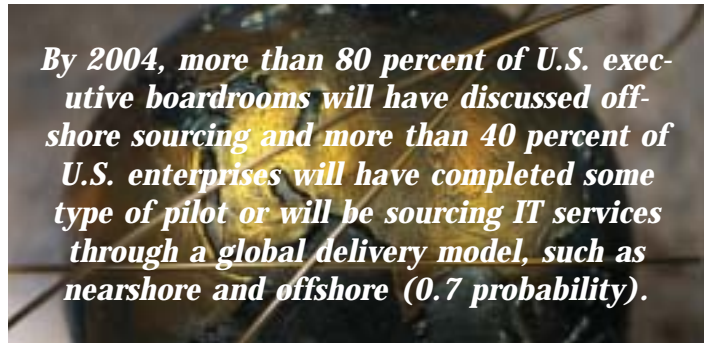 By 2004, more than 80 percent of U.S. exec-
utive boardrooms will have discussed off-
shore sourcing and more than 40 percent of
U.S. enterprises will have completed some
type of pilot or will be sourcing IT services
through a global delivery model, such as
nearshore and offshore (0.7 probability).